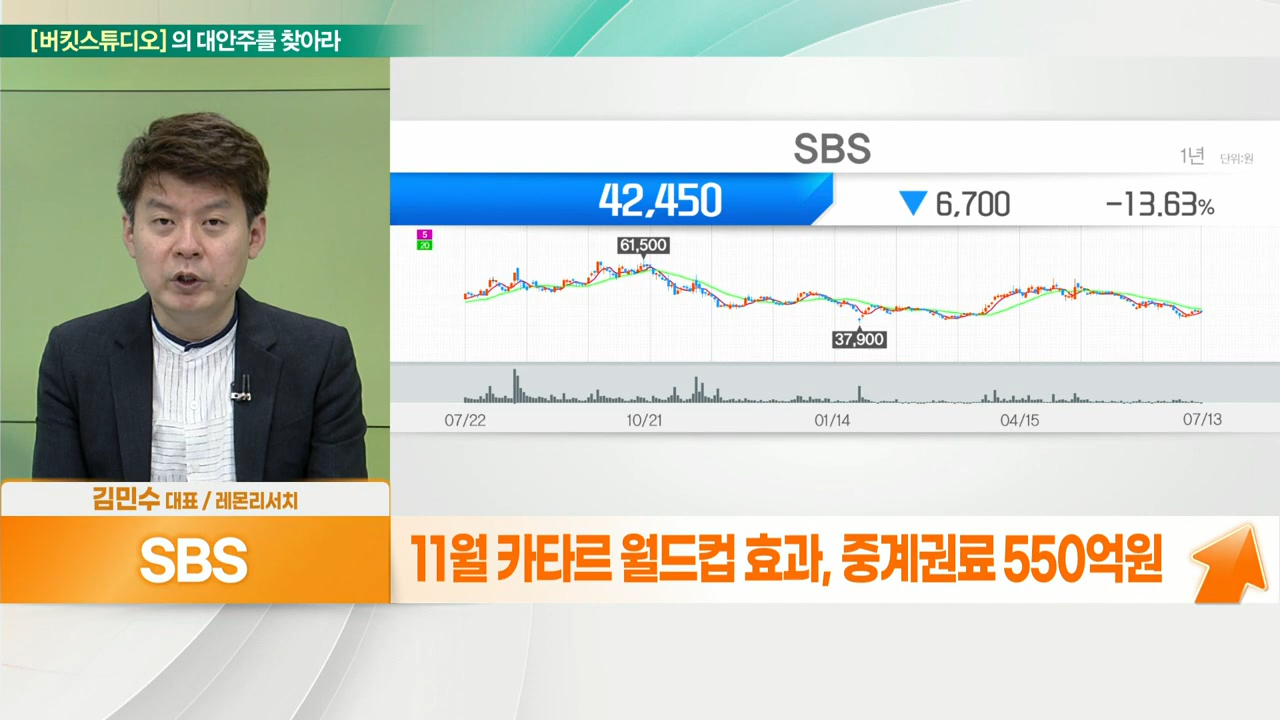 [버킷스튜디오]의 대안주를 찾아라
SBS
1년 단위:원
42,450 ▼ 6,700 -13.63%
5
20
61,500
37,900
07/22 10/21 01/14 04/15 07/13
김민수 대표 / 레몬리서치
SBS
11월 카타르 월드컵 효과, 중계권료 550억원